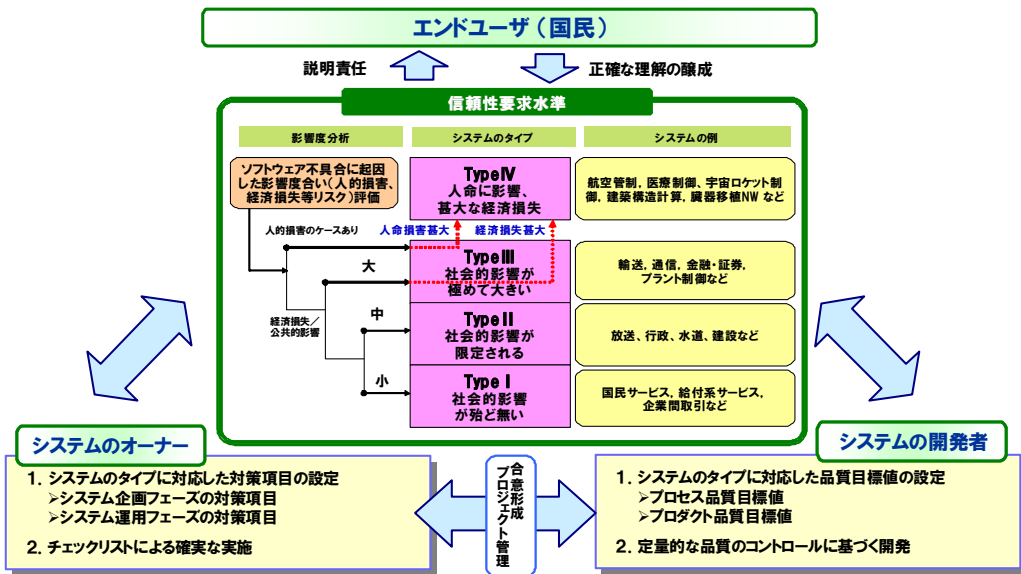 エンドユーザ（国民）
説明責任
正確な理解の醸成
信頼性要求水準
影響度分析
システムのタイプ
システムの例
ソフトウェア不具合に起因
した影響度合い（人的損害、
経済損失等リスク）評価
TypeⅣ
人命に影響、
甚大な経済損失
航空管制，医療制御、宇宙ロケット制
御，建築構造計算，臓器移植NW など
人的損害のケースあり
人命損害甚大
経済損失甚大
大
TypeⅢ
社会的影響が
極めて大きい
輸送，通信，金融・証券，
プラント制御など
経済損失／
公共的影響
中
TypeⅡ
社会的影響が
限定される
放送、行政、水道、建設など
小
TypeⅠ
社会的影響
が殆ど無い
国民サービス，給付系サービス，
企業間取引など
システムのオーナー
1．システムのタイプに対応した対策項目の設定
➢システム企画フェーズの対策項目
➢システム運用フェーズの対策項目
2．チェックリストによる確実な実施
合意形成
プロジェクト管理
システムの開発者
1．システムのタイプに対応した品質目標値の設定
➢プロセス品質目標値
➢プロダクト品質目標値
2．定量的な品質のコントロールに基づく開発